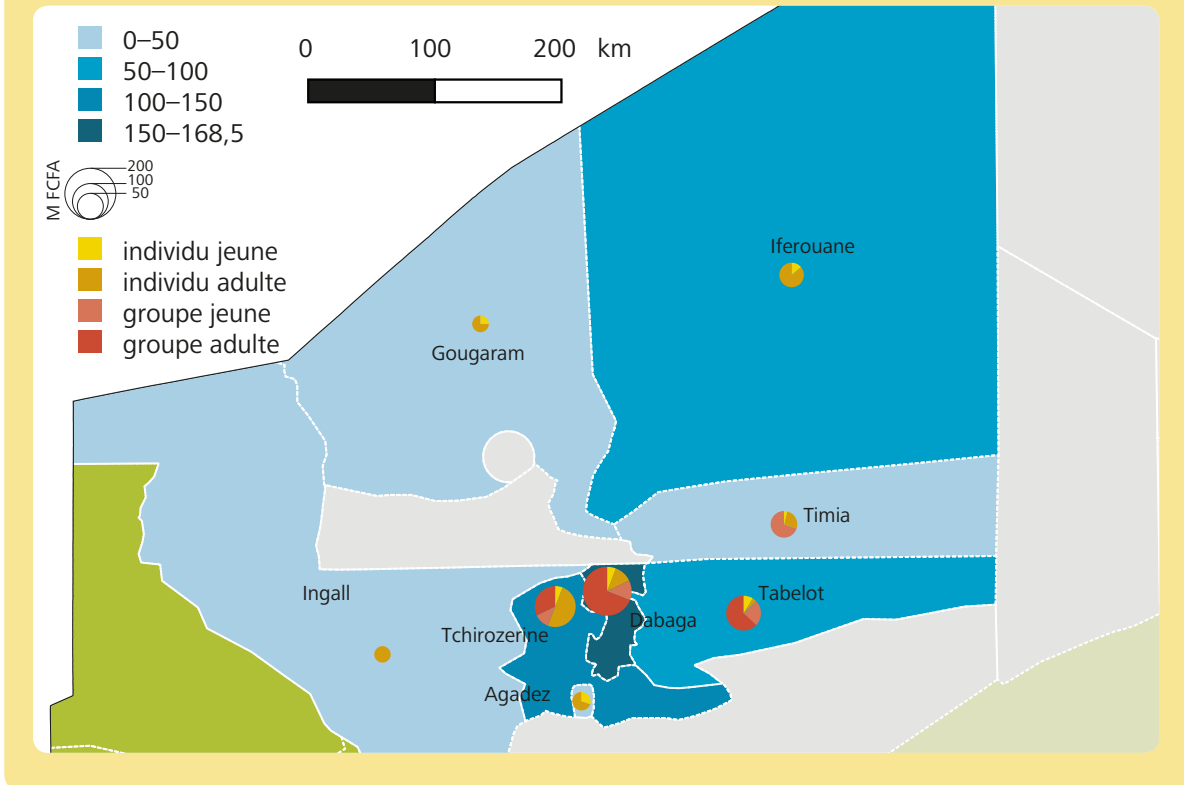 0–50
50–100
100–150
150–168,5
0 100 200 km
M FCFA
200
100
50
individu jeune
individu adulte
groupe jeune
groupe adulte
Iferouane
Gougaram
Timia
Ingall
Tabelot
Dabaga
Tchirozerine
Agadez